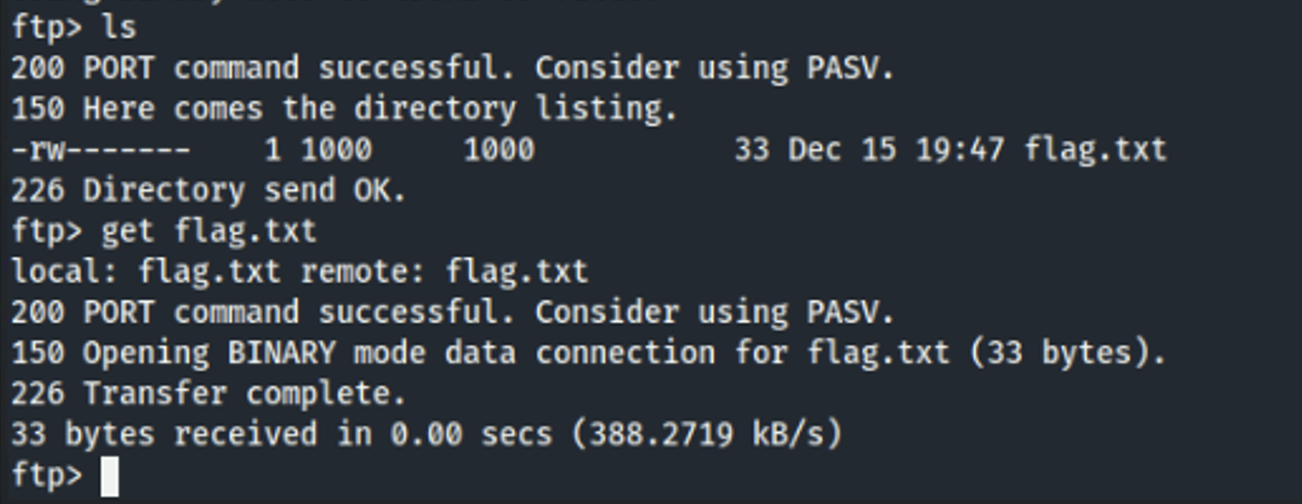 ftp> ls
200 PORT command successful. Consider using PASV.
150 Here comes the directory listing.
-rw-------    1 1000     1000           33 Dec 15 19:47 flag.txt
226 Directory send OK.
ftp> get flag.txt
local: flag.txt remote: flag.txt
200 PORT command successful. Consider using PASV.
150 Opening BINARY mode data connection for flag.txt (33 bytes).
226 Transfer complete.
33 bytes received in 0.00 secs (388.2719 kB/s)
ftp>